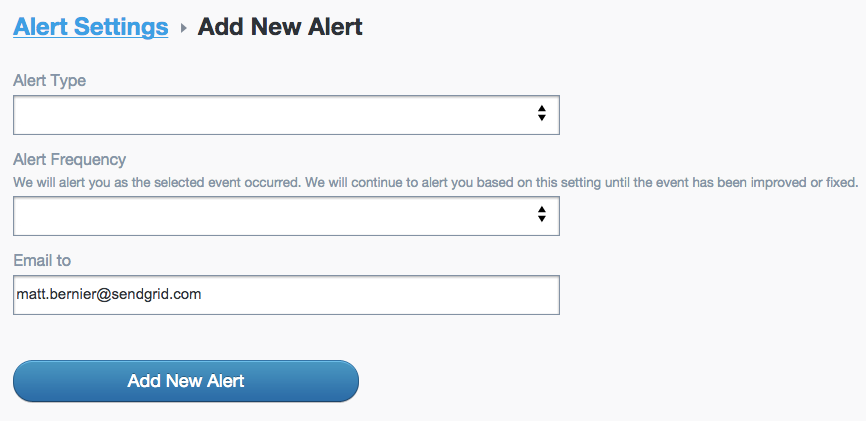 Alert Settings ▸ Add New Alert
Alert Type
Alert Frequency
We will alert you as the selected event occurred. We will continue to alert you based on this setting until the event has been improved or fixed.
Email to
matt.bernier@sendgrid.com
Add New Alert